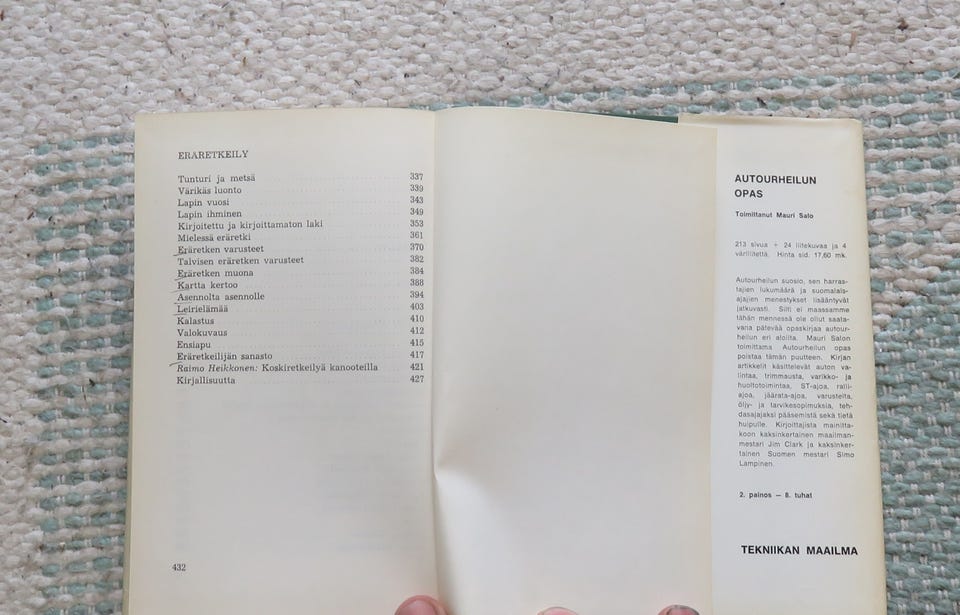 ERÄRETKEILY
Tunturi ja metsä 337
Värikäs luonto 339
Lapin vuosi 343
Lapin ihminen 349
Kirjoitettu ja kirjoittamaton laki 353
Mielessä eräretki 361
Eräretken varusteet 370
Talvisen eräretken varusteet 382
Eräretken muona 384
Kartta kertoo 388
Asennolta asennolle 394
Leirielämää 403
Kalastus 410
Valokuvaus 412
Ensiapu 415
Eräretkeilijän sanasto 417
Raimo Heikkonen: Koskiretkeilyä kanooteilla 421
Kirjallisuutta 427
432
AUTOURHEILUN
OPAS
Toimittanut Mauri Salo
213 sivua + 24 liitekuvaa ja 4
väriliitettä. Hinta sid. 17,60 mk.
Autourheilun suosio, sen harras-
tajien lukumäärä ja suomalais-
ajajien menestykset lisääntyvät
jatkuvasti. Silti ei maassamme
tähän mennessä ole ollut saata-
vana pätevää opaskirjaa autour-
heilun eri aloilta. Mauri Salon
toimittama Autourheilun opas
poistaa tämän puutteen. Kirjan
artikkelit käsittelevät auton va-
lintaa, trimmausta, varikko- ja
huoltotoimintaa, ST-ajoa, ralli-
ajoa, jäärata-ajoa, varusteita,
öljy- ja tarvikesopimuksia, teh-
dasajajaksi pääsemistä sekä tietä
huipulle. Kirjoittajista mainitta-
koon kaksinkertainen maailman-
mestari Jim Clark ja kaksinker-
tainen Suomen mestari Simo
Lampinen.
2. painos — 8. tuhat
TEKNIIKAN MAAILMA